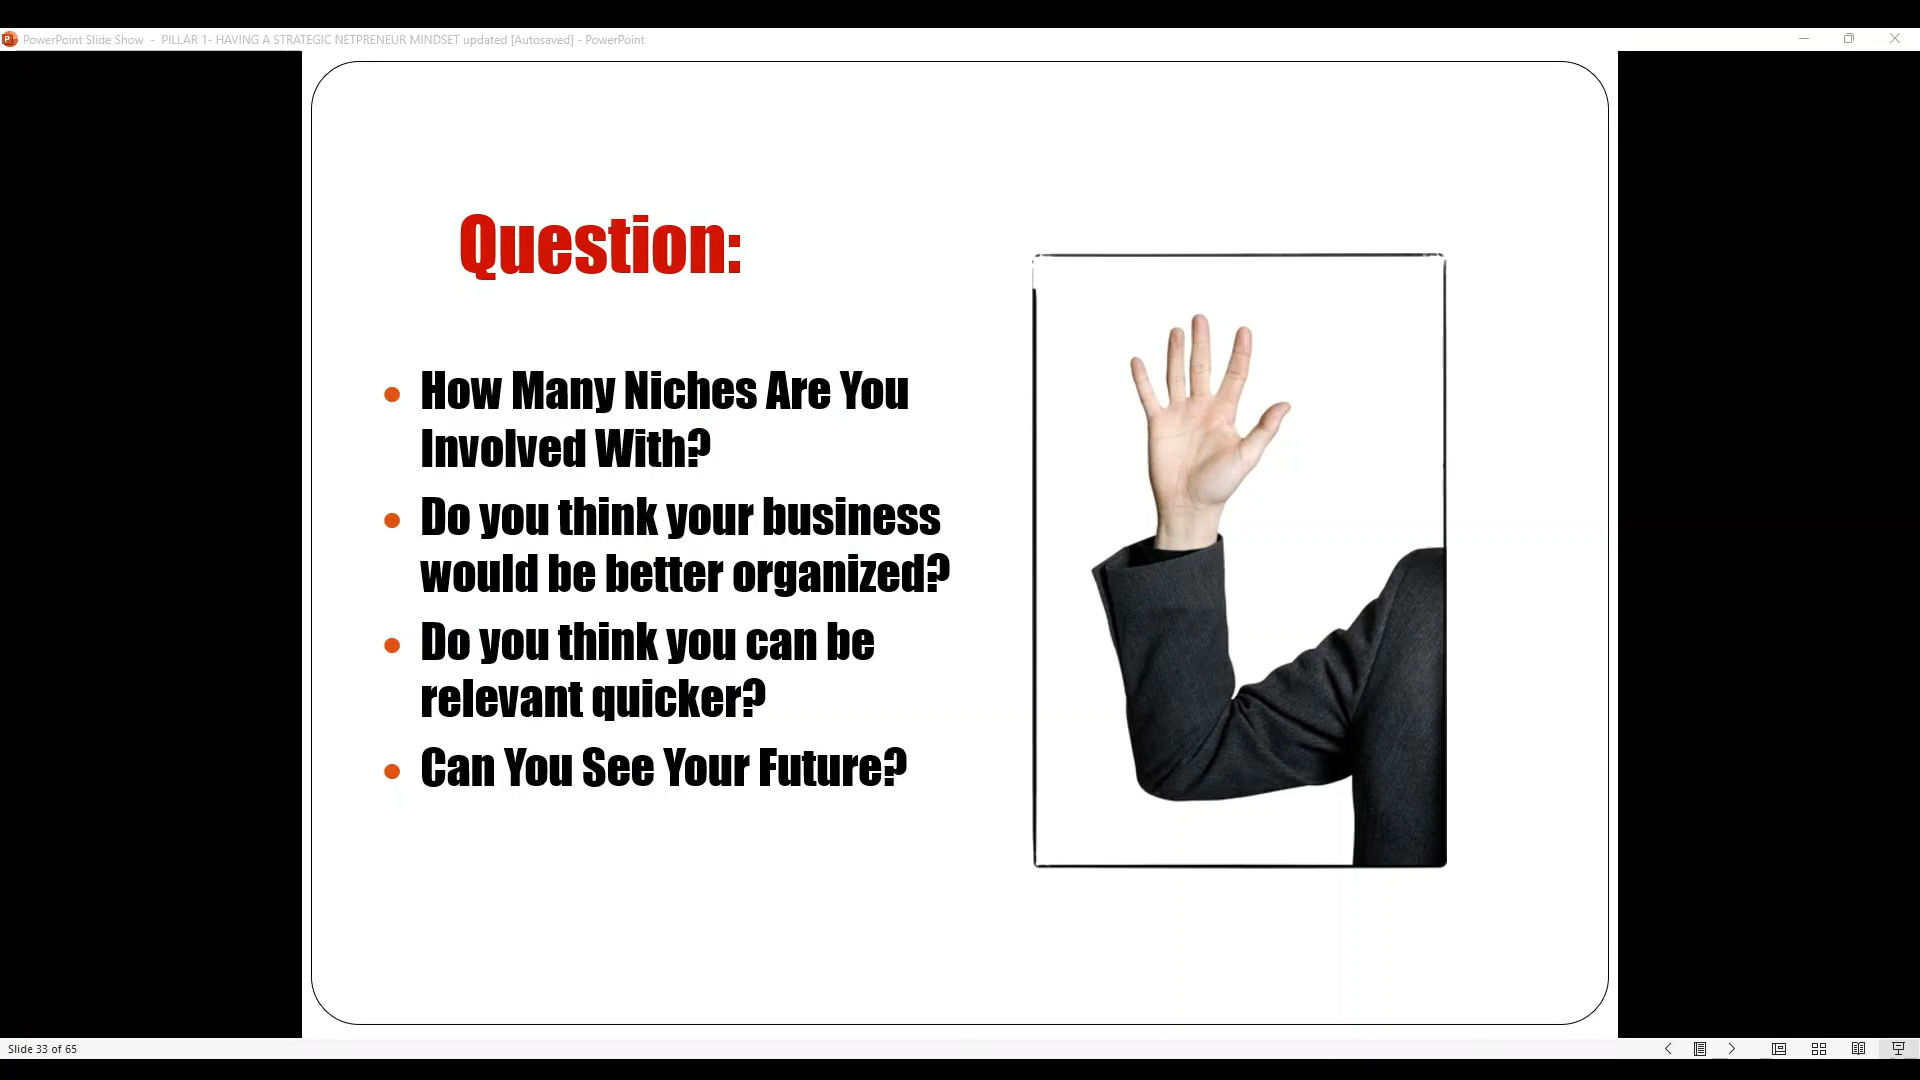 PowerPoint Slide Show - PILLAR 1- HAVING A STRATEGIC NETPRENEUR MINDSET updated [Autosaved] - PowerPoint
Question:
• How Many Niches Are You
Involved With?
• Do you think your business
would be better organized?
• Do you think you can be
relevant quicker?
• Can You See Your Future?
Slide 33 of 65